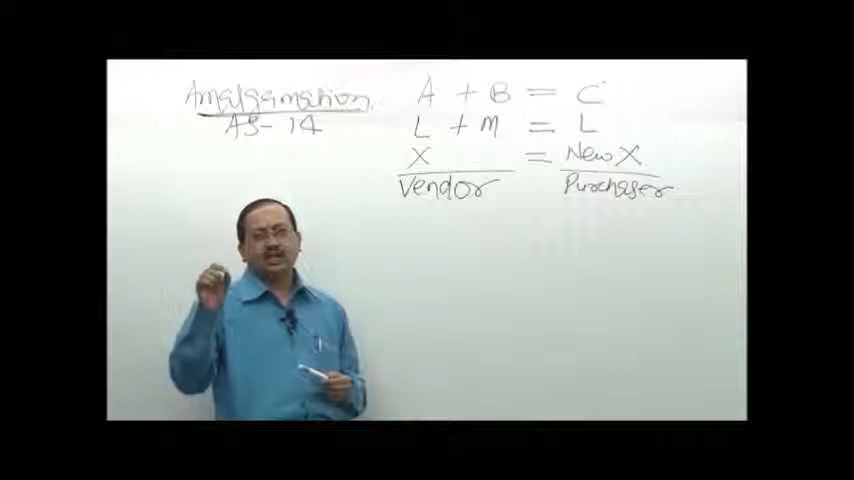 Amalgamation
AS-14
A + B = C
L + M = L
X = New X
Vendor Purchaser